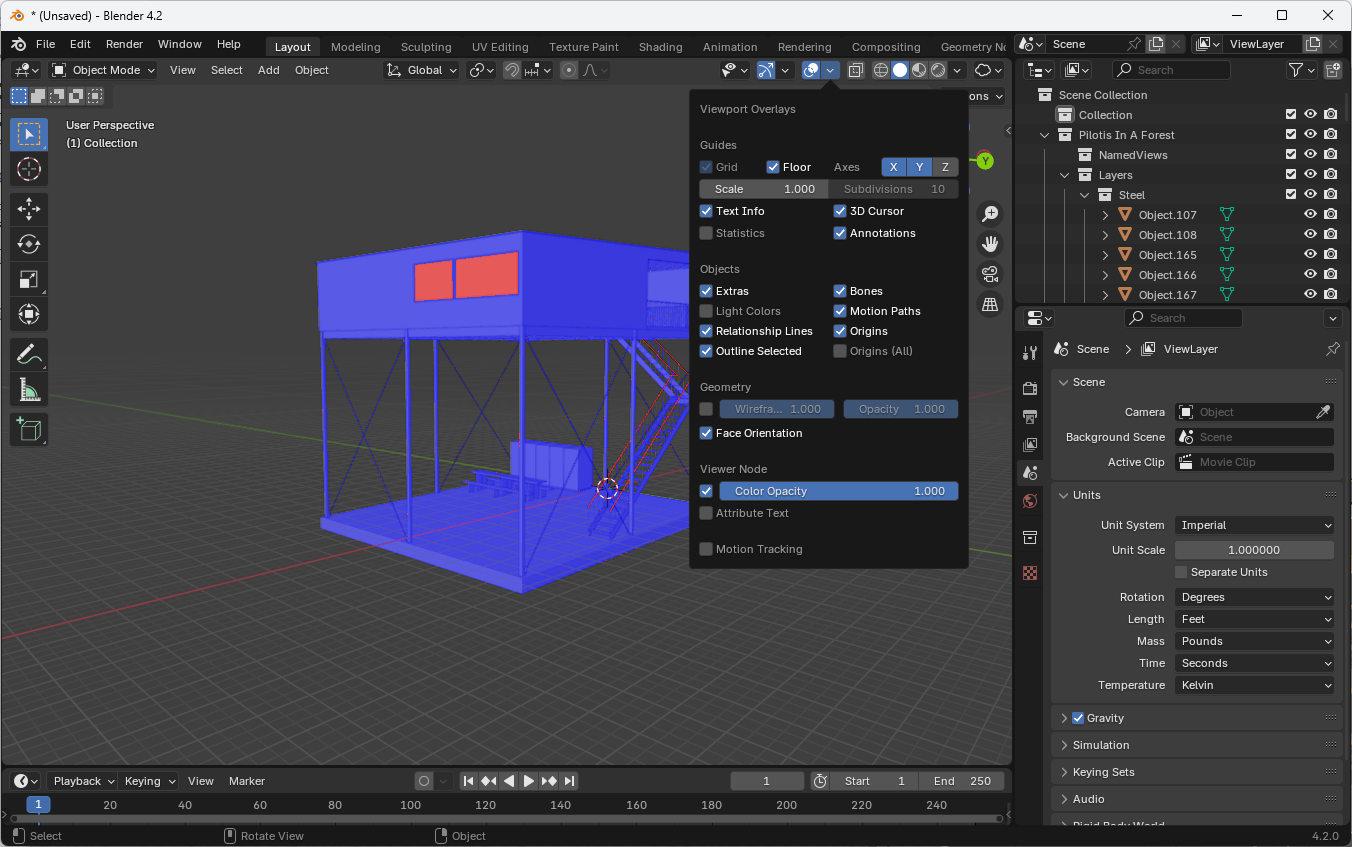 * (Unsaved) - Blender 4.2
File Edit Render Window Help
Layout Modeling Sculpting UV Editing Texture Paint Shading Animation Rendering Compositing Geometry No
Scene ViewLayer
Object Mode View Select Add Object Global
Search
ons
User Perspective
(1) Collection
Y
Viewport Overlays
Guides
Grid Floor Axes X Y Z
Scale 1.000 Subdivisions 10
Text Info 3D Cursor
Statistics Annotations
Objects
Extras Bones
Light Colors Motion Paths
Relationship Lines Origins
Outline Selected Origins (All)
Geometry
Wirefra... 1.000 Opacity 1.000
Face Orientation
Viewer Node
Color Opacity 1.000
Attribute Text
Motion Tracking
Scene Collection
Collection
Pilotis In A Forest
NamedViews
Layers
Steel
Object.107
Object.108
Object.165
Object.166
Object.167
Search
Scene ViewLayer
Scene
Camera Object
Background Scene Scene
Active Clip Movie Clip
Units
Unit System Imperial
Unit Scale 1.000000
Separate Units
Rotation Degrees
Length Feet
Mass Pounds
Time Seconds
Temperature Kelvin
Gravity
Simulation
Keying Sets
Audio
Rigid Body World
Playback Keying View Marker
1 Start 1 End 250
1 20 40 60 80 100 120 140 160 180 200 220 240
Select Rotate View Object
4.2.0